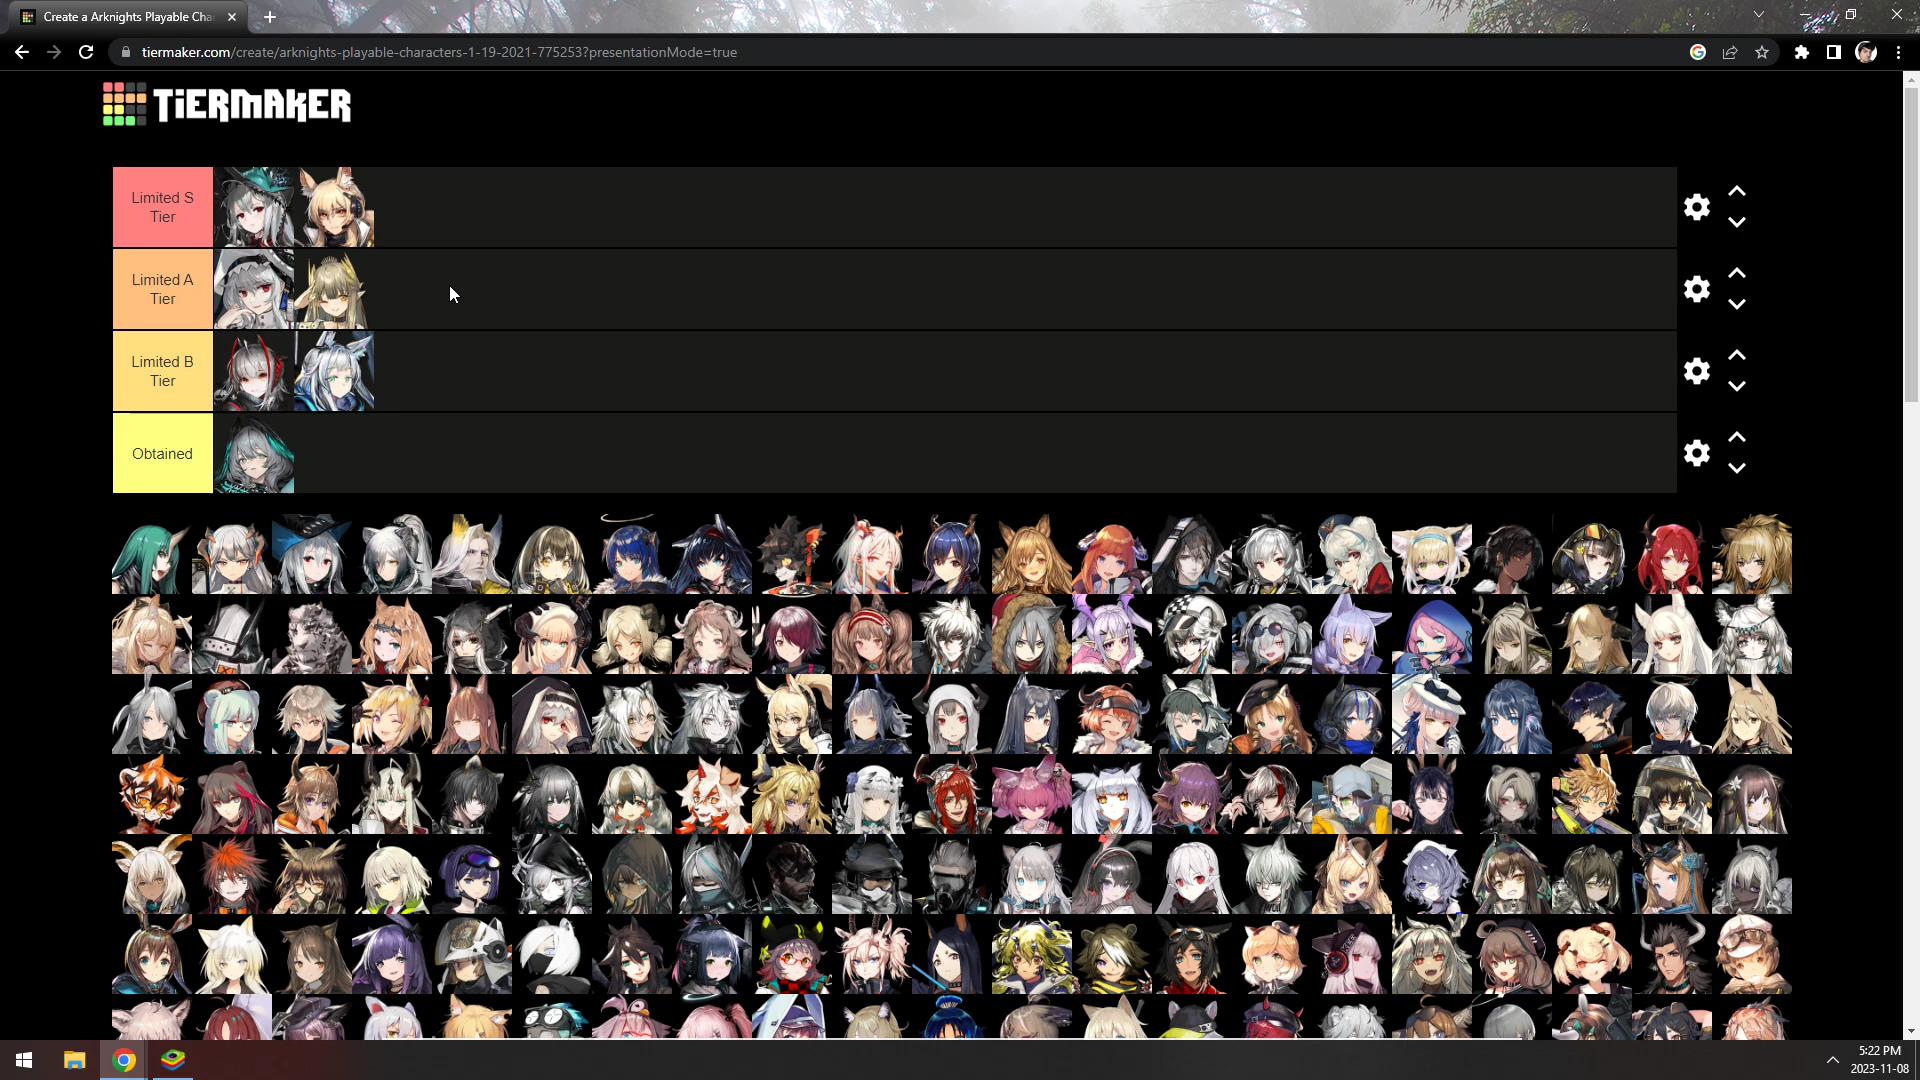 Create a Arknights Playable Cha
tiermaker.com/create/arknights-playable-characters-1-19-2021-775253?presentationMode=true
TiERMAKER
Limited S
Tier
Limited A
Tier
Limited B
Tier
Obtained
5:22 PM
2023-11-08